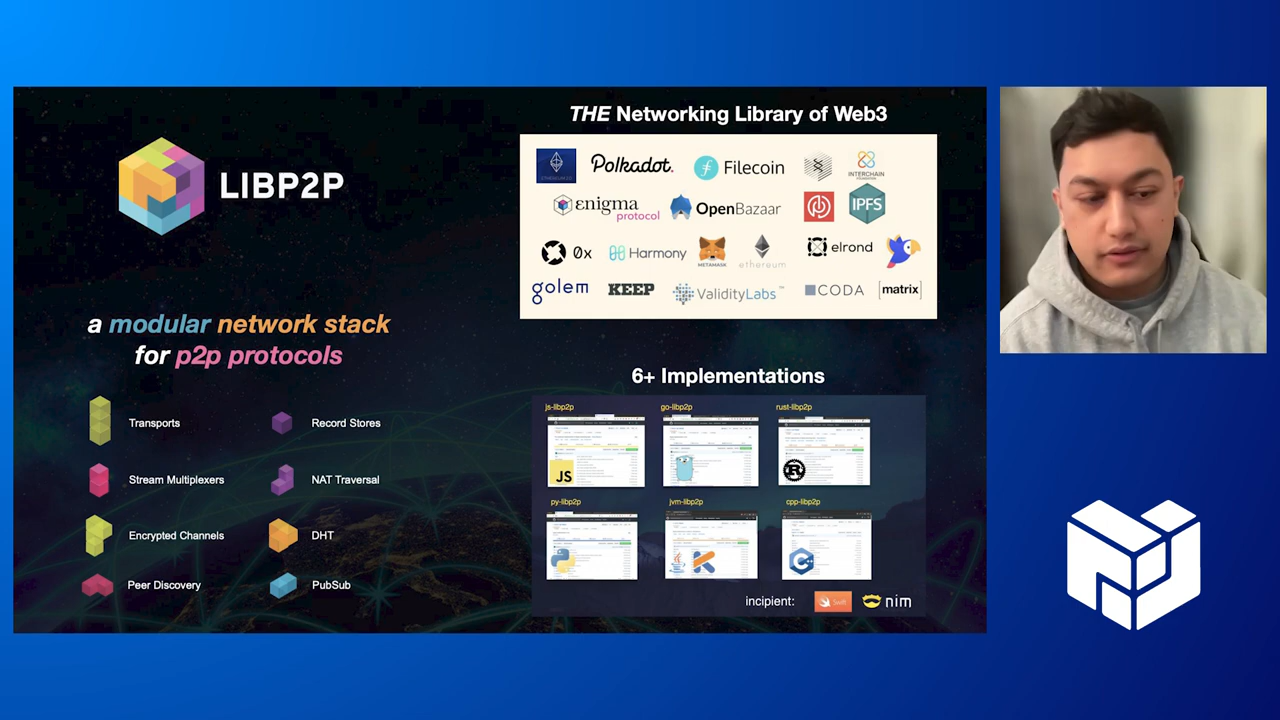 LIBP2P
a modular network stack
for p2p protocols
Transports
Record Stores
Stream Multiplexers
NAT Traversal
Encrypted Channels
DHT
Peer Discovery
PubSub
THE Networking Library of Web3
Polkadot.
Filecoin
INTERCHAIN
enigma
protocol
OpenBazaar
IPFS
0x
Harmony
METAMASK
ethereum
elrond
golem
KEEP
ValidityLabs™
CODA
[matrix]
6+ Implementations
js-libp2p
go-libp2p
rust-libp2p
JS
R
py-libp2p
jvm-libp2p
cpp-libp2p
C++
incipient:
Swift
nim